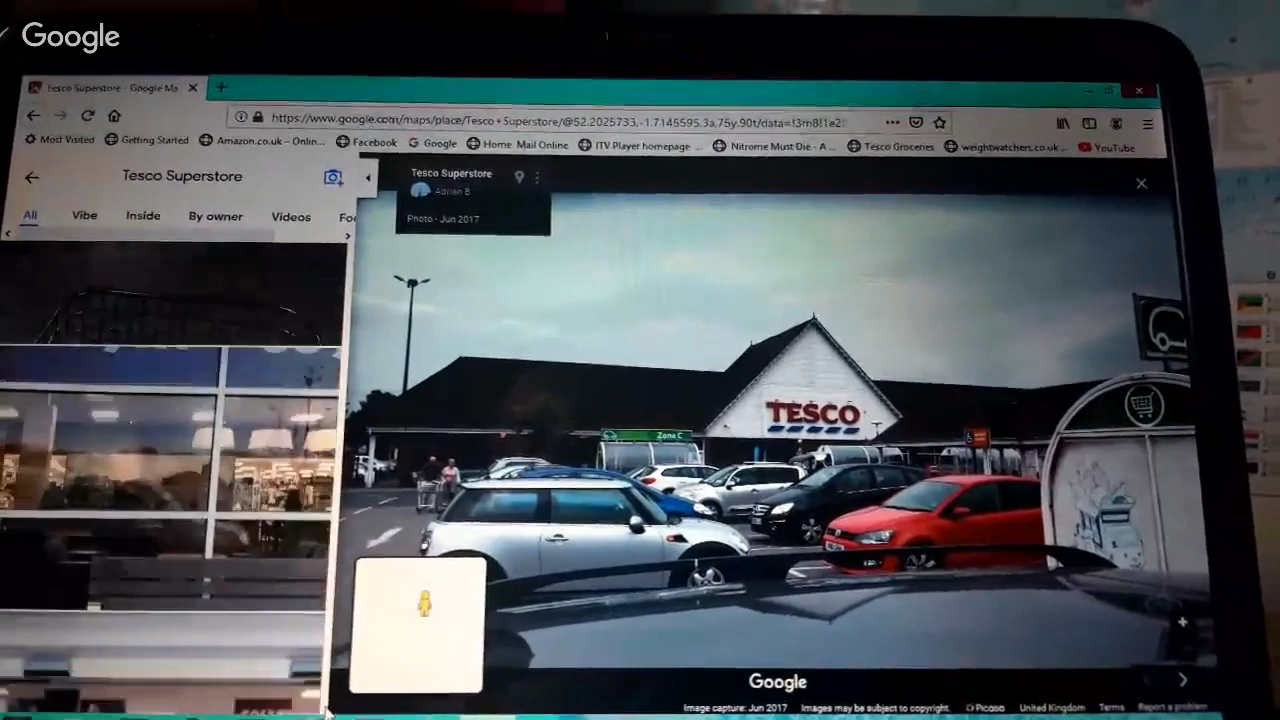 Google
Tesco Superstore - Google Ma
https://www.google.com/maps/place/Tesco+Superstore/@52.2025733,-1.7145595,3a,75y,90t/data=!3m8!1e2
Most Visited Getting Started Amazon.co.uk – Onlin... Facebook Google Home Mail Online ITV Player homepage ... Nitrome Must Die - A ... Tesco Groceries weightwatchers.co.uk ... YouTube
Tesco Superstore
All Vibe Inside By owner Videos Foo
Tesco Superstore
Adrian B
Photo - Jun 2017
TESCO
Zone C
Google
Image capture: Jun 2017 Images may be subject to copyright. Picasa United Kingdom Terms Report a problem